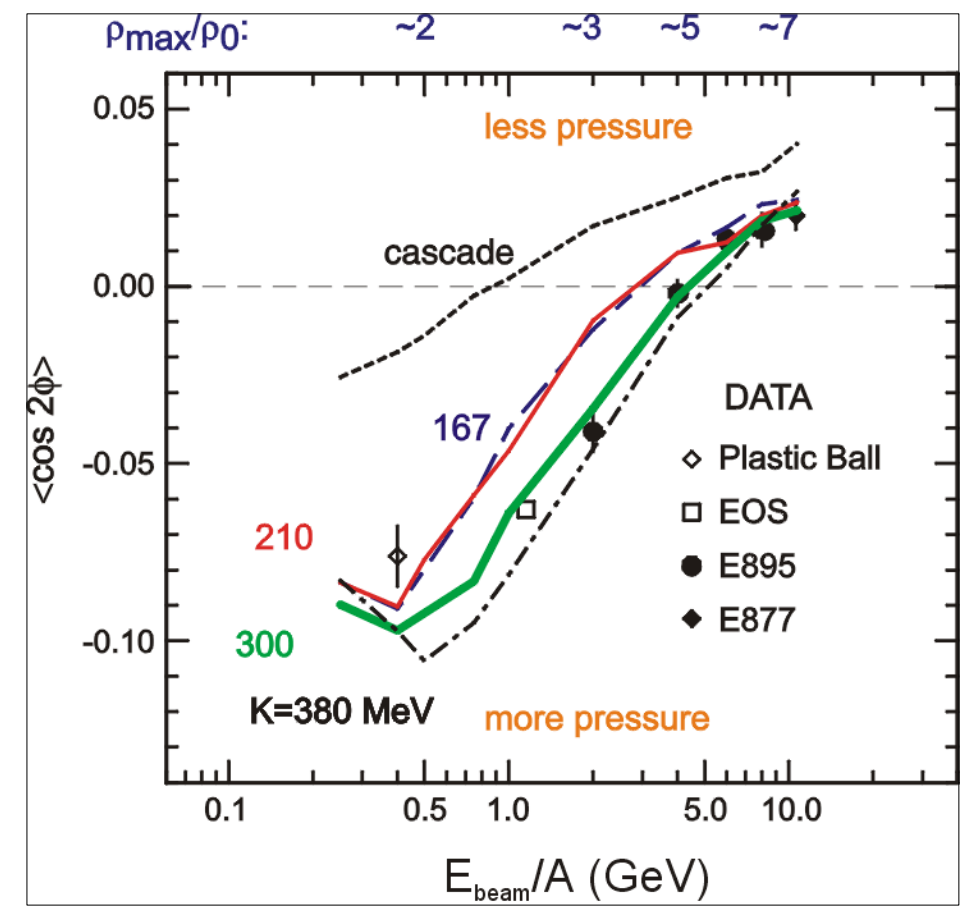 ρmax/ρ0: ~2 ~3 ~5 ~7
0.05
less pressure
cascade
0.00
<cos 2ϕ>
DATA
167
-0.05
Plastic Ball
EOS
210
E895
E877
-0.10
300
K=380 MeV
more pressure
0.1 0.5 1.0 5.0 10.0
Ebeam/A (GeV)